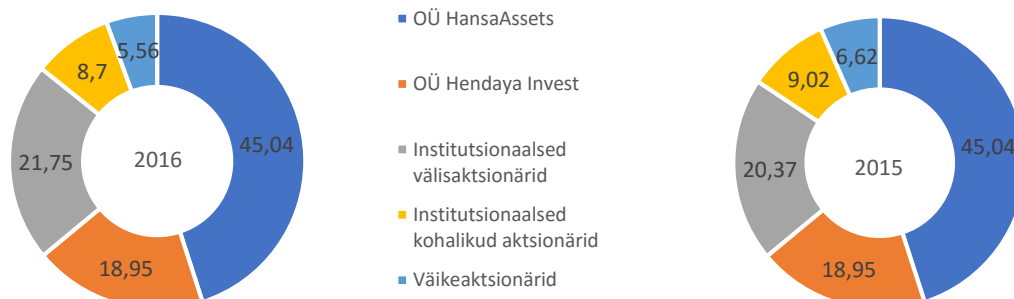 5,56
8,7
45,04
21,75
2016
18,95
OÜ HansaAssets
OÜ Hendaya Invest
Institutsionaalsed
välisaktsionärid
Institutsionaalsed
kohalikud aktsionärid
Väikeaktsionärid
6,62
9,02
45,04
20,37
2015
18,95